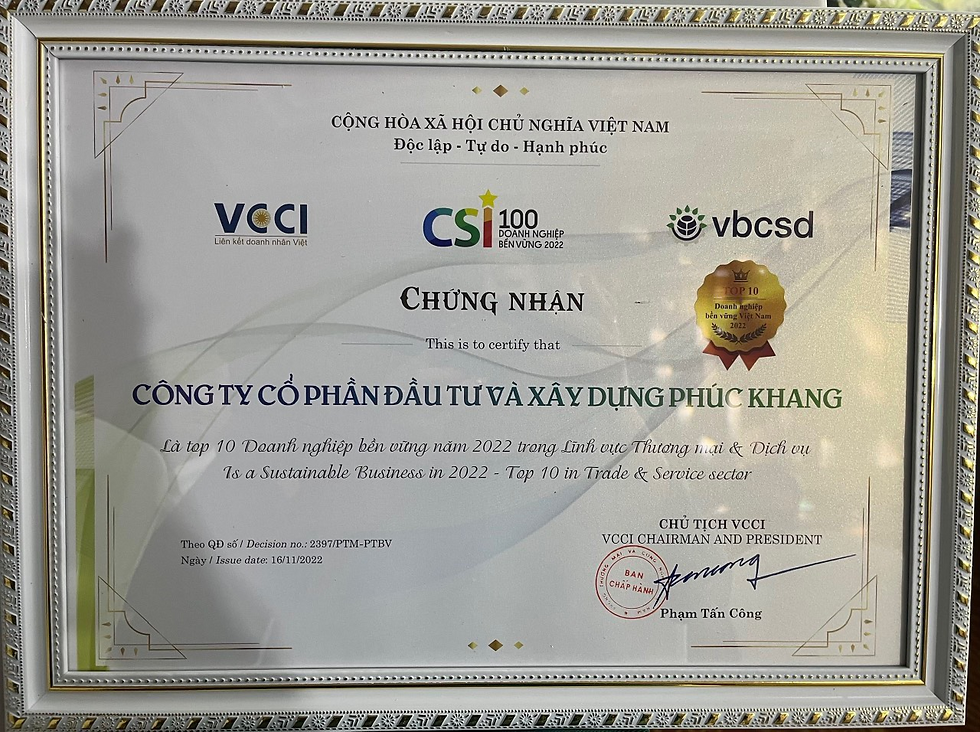 CỘNG HÒA XÃ HỘI CHỦ NGHĨA VIỆT NAM
Độc lập - Tự do - Hạnh phúc
VCCI
Liên kết doanh nhân Việt
CSI 100
DOANH NGHIỆP
BỀN VỮNG 2022
vbcsd
CHỨNG NHẬN
TOP 10
Doanh nghiệp
bền vững Việt Nam
2022
This is to certify that
CÔNG TY CỔ PHẦN ĐẦU TƯ VÀ XÂY DỰNG PHÚC KHANG
Là top 10 Doanh nghiệp bền vững năm 2022 trong Lĩnh vực Thương mại & Dịch vụ
Is a Sustainable Business in 2022 - Top 10 in Trade & Service sector
Theo QĐ số / Decision no.: 2397/PTM-PTBV
Ngày / Issue date: 16/11/2022
CHỦ TỊCH VCCI
VCCI CHAIRMAN AND PRESIDENT
BAN
CHẤP HÀNH
Phạm Tấn Công